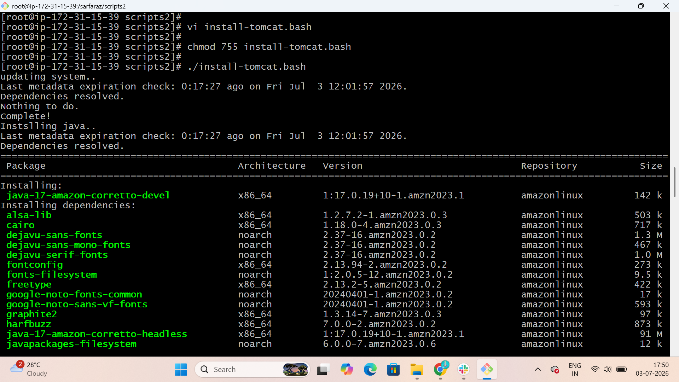 root@ip-172-31-15-39:/sarfaraz/scripts2
[root@ip-172-31-15-39 scripts2]#
[root@ip-172-31-15-39 scripts2]# vi install-tomcat.bash
[root@ip-172-31-15-39 scripts2]#
[root@ip-172-31-15-39 scripts2]# chmod 755 install-tomcat.bash
[root@ip-172-31-15-39 scripts2]#
[root@ip-172-31-15-39 scripts2]# ./install-tomcat.bash
updating system..
Last metadata expiration check: 0:17:27 ago on Fri Jul  3 12:01:57 2026.
Dependencies resolved.
Nothing to do.
Complete!
Instslling java..
Last metadata expiration check: 0:17:27 ago on Fri Jul  3 12:01:57 2026.
Dependencies resolved.
Package Architecture Version Repository Size
Installing:
java-17-amazon-corretto-devel x86_64 1:17.0.19+10-1.amzn2023.1 amazonlinux 142 k
Installing dependencies:
alsa-lib x86_64 1.2.7.2-1.amzn2023.0.3 amazonlinux 503 k
cairo x86_64 1.18.0-4.amzn2023.0.3 amazonlinux 717 k
dejavu-sans-fonts noarch 2.37-16.amzn2023.0.2 amazonlinux 1.3 M
dejavu-sans-mono-fonts noarch 2.37-16.amzn2023.0.2 amazonlinux 467 k
dejavu-serif-fonts noarch 2.37-16.amzn2023.0.2 amazonlinux 1.0 M
fontconfig x86_64 2.13.94-2.amzn2023.0.2 amazonlinux 273 k
fonts-filesystem noarch 1:2.0.5-12.amzn2023.0.2 amazonlinux 9.5 k
freetype x86_64 2.13.2-5.amzn2023.0.2 amazonlinux 422 k
google-noto-fonts-common noarch 20240401-1.amzn2023.0.2 amazonlinux 17 k
google-noto-sans-vf-fonts noarch 20240401-1.amzn2023.0.2 amazonlinux 593 k
graphite2 x86_64 1.3.14-7.amzn2023.0.3 amazonlinux 97 k
harfbuzz x86_64 7.0.0-2.amzn2023.0.2 amazonlinux 873 k
java-17-amazon-corretto-headless x86_64 1:17.0.19+10-1.amzn2023.1 amazonlinux 91 M
javapackages-filesystem noarch 6.0.0-7.amzn2023.0.6 amazonlinux 12 k
28°C
Cloudy
Search
ENG
IN
17:50
03-07-2026